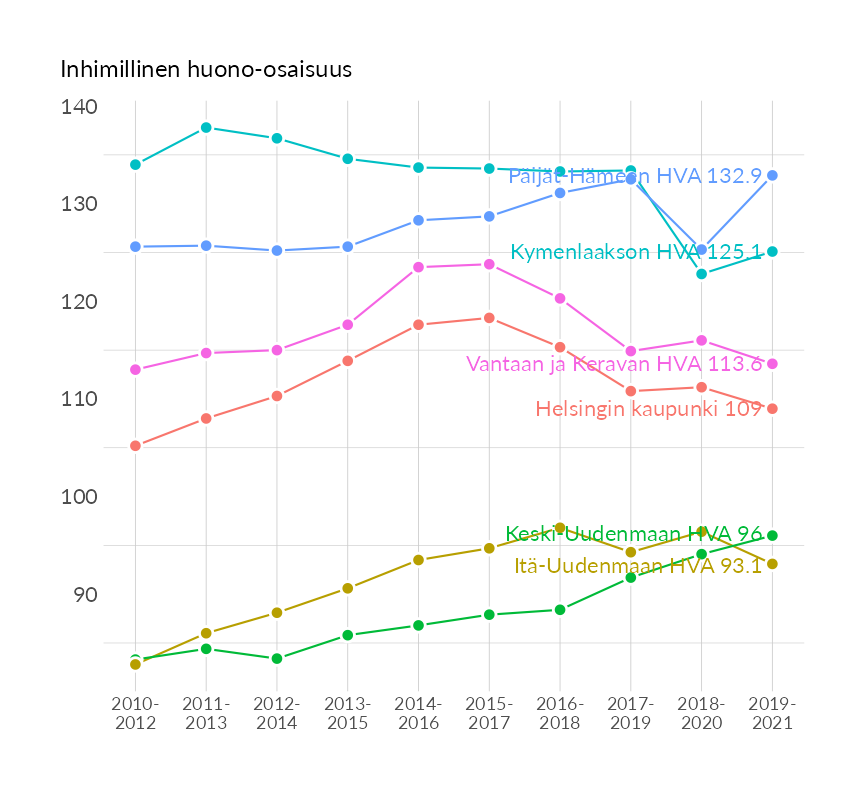 Inhimillinen huono-osaisuus
140
130
120
110
100
90
Päijät-Hämeen HVA 132.9
Kymenlaakson HVA 125.1
Vantaan ja Keravan HVA 113.6
Helsingin kaupunki 109
Keski-Uudenmaan HVA 96
Itä-Uudenmaan HVA 93.1
2010- 2011- 2012- 2013- 2014- 2015- 2016- 2017- 2018- 2019-
2012 2013 2014 2015 2016 2017 2018 2019 2020 2021